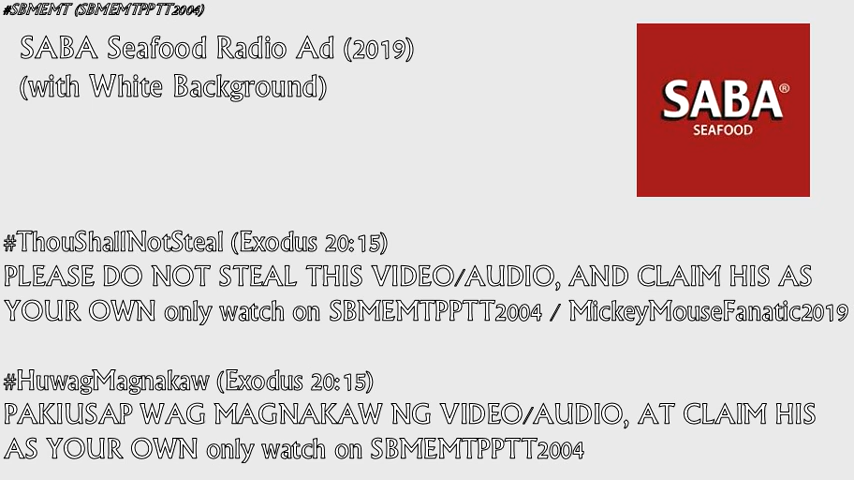 #SBMEMT (SBMEMTPPTT2004)
SABA Seafood Radio Ad (2019)
(with White Background)
SABA®
SEAFOOD
#ThouShallNotSteal (Exodus 20:15)
PLEASE DO NOT STEAL THIS VIDEO/AUDIO, AND CLAIM HIS AS
YOUR OWN only watch on SBMEMTPPTT2004 / MickeyMouseFanatic2019
#HuwagMagnakaw (Exodus 20:15)
PAKIUSAP WAG MAGNAKAW NG VIDEO/AUDIO, AT CLAIM HIS
AS YOUR OWN only watch on SBMEMTPPTT2004